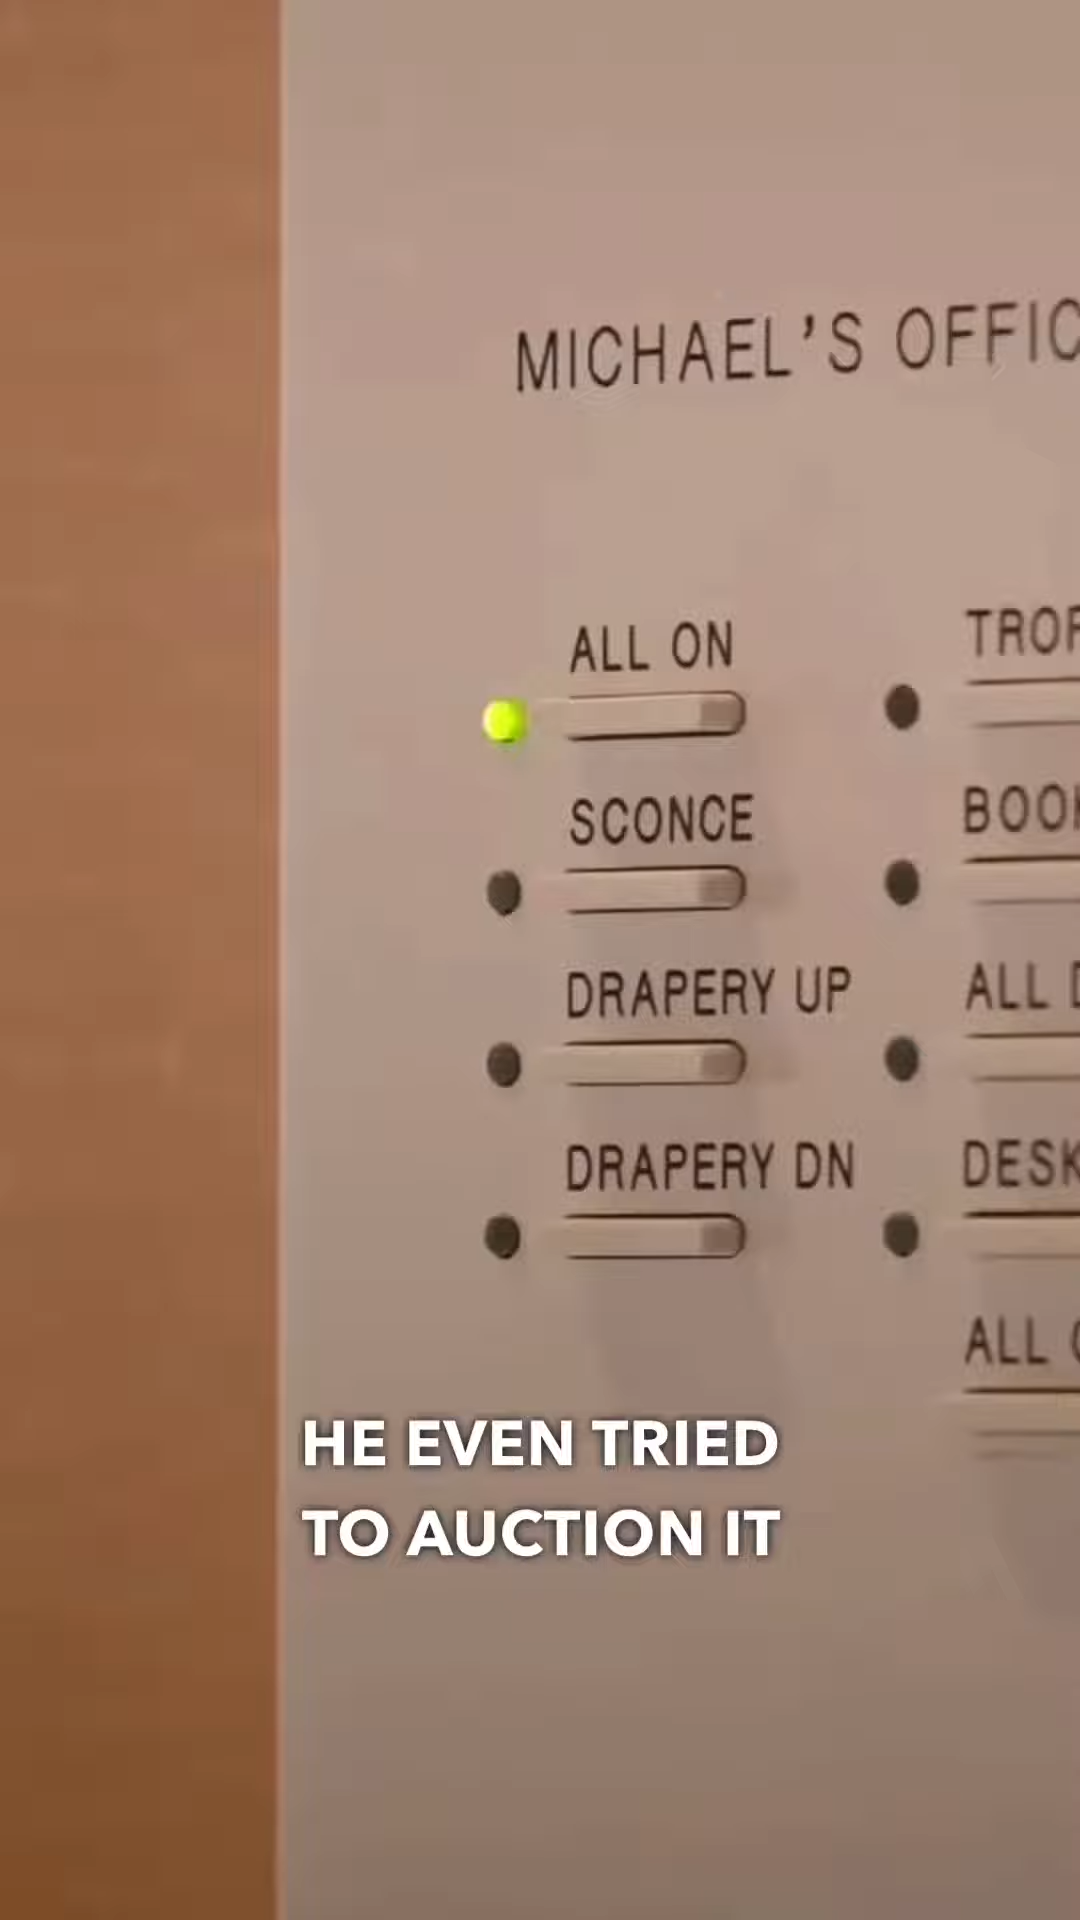 MICHAEL'S OFFIC
ALL ON
SCONCE
DRAPERY UP
DRAPERY DN
BOO
ALL
DESK
ALL
HE EVEN TRIED
TO AUCTION IT